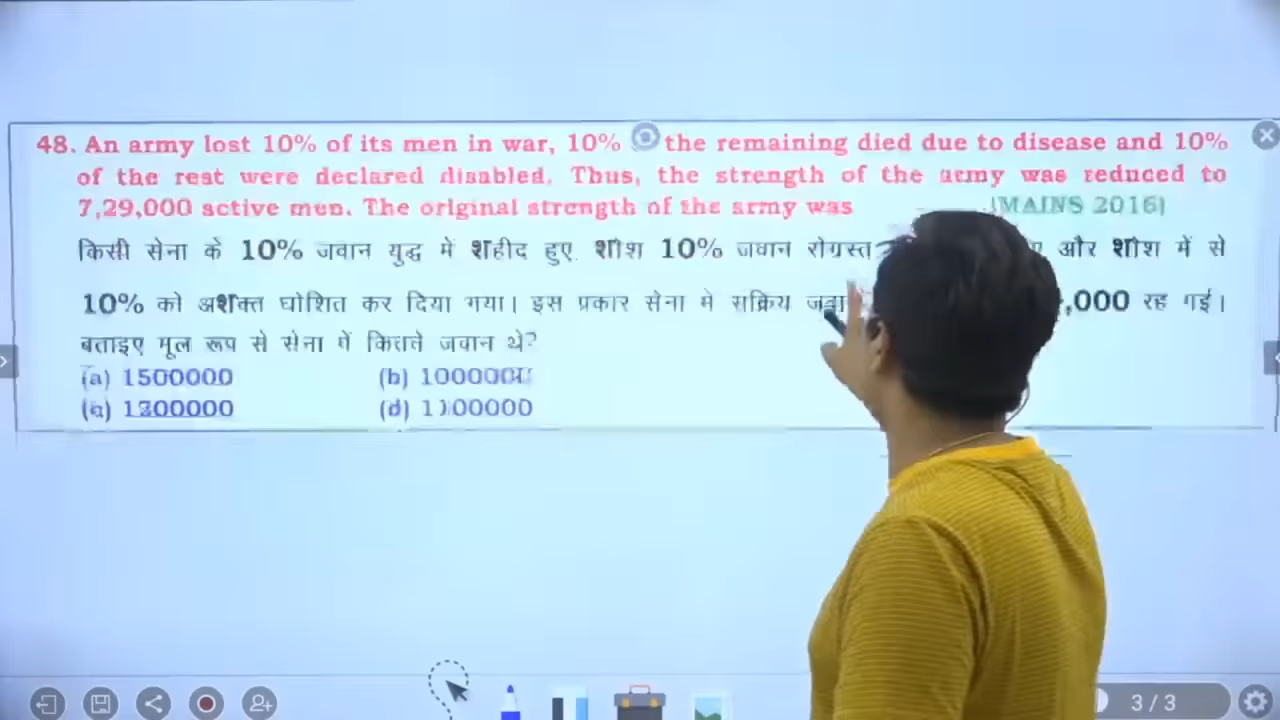 48. An army lost 10% of its men in war, 10% the remaining died due to disease and 10%
of the rest were declared disabled. Thus, the strength of the army was reduced to
7,29,000 active men. The original strength of the army was (MAINS 2016)
किसी सेना के 10% जवान युद्ध में शहीद हुए शोश 10% जवान रोग्रस्त और शोश में से
10% को अशक्त घोशित कर दिया गया। इस प्रकार सेना मे सक्रिय ,000 रह गई।
बताइए मूल रूप से सेना में कितने जवान थे?
(a) 1500000 (b) 1000000
1200000 (d) 1100000
3 / 3